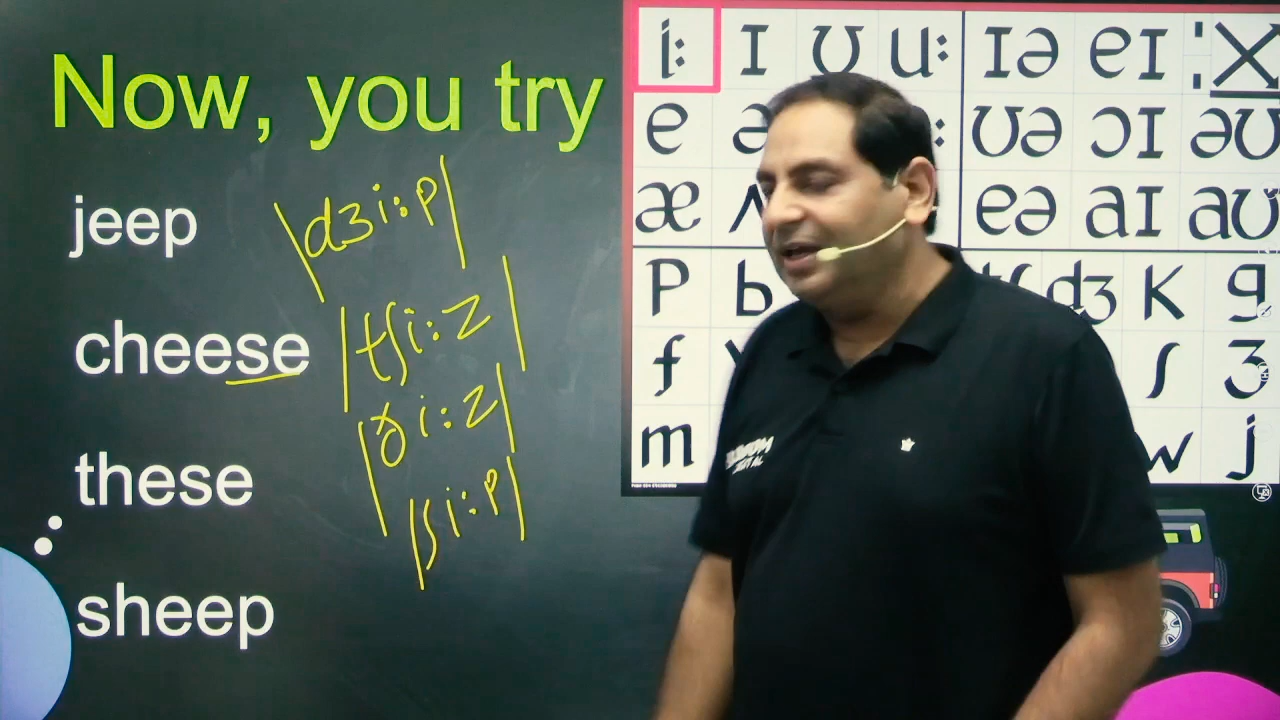 Now, you try
jeep |dʒi:p|
cheese |tʃi:z|
these |ði:z|
sheep |ʃi:p|
i: ɪ ʊ u: ɪə eɪ X
e ə : ʊə ɔɪ əʊ
æ ʌ eə aɪ aʊ
p b tʃ dʒ k g
f ʃ ʒ
m w j